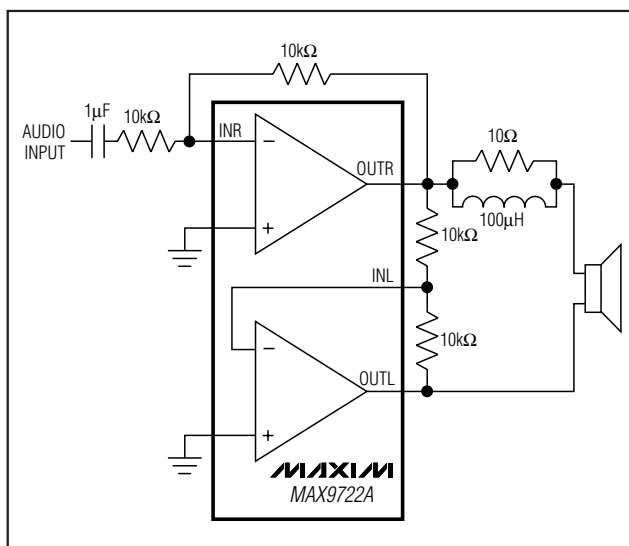 10kΩ
1μF
10kΩ
AUDIO
INPUT
INR
−
+
OUTR
10Ω
100μH
10kΩ
INL
10kΩ
−
+
OUTL
MAXIM
MAX9722A